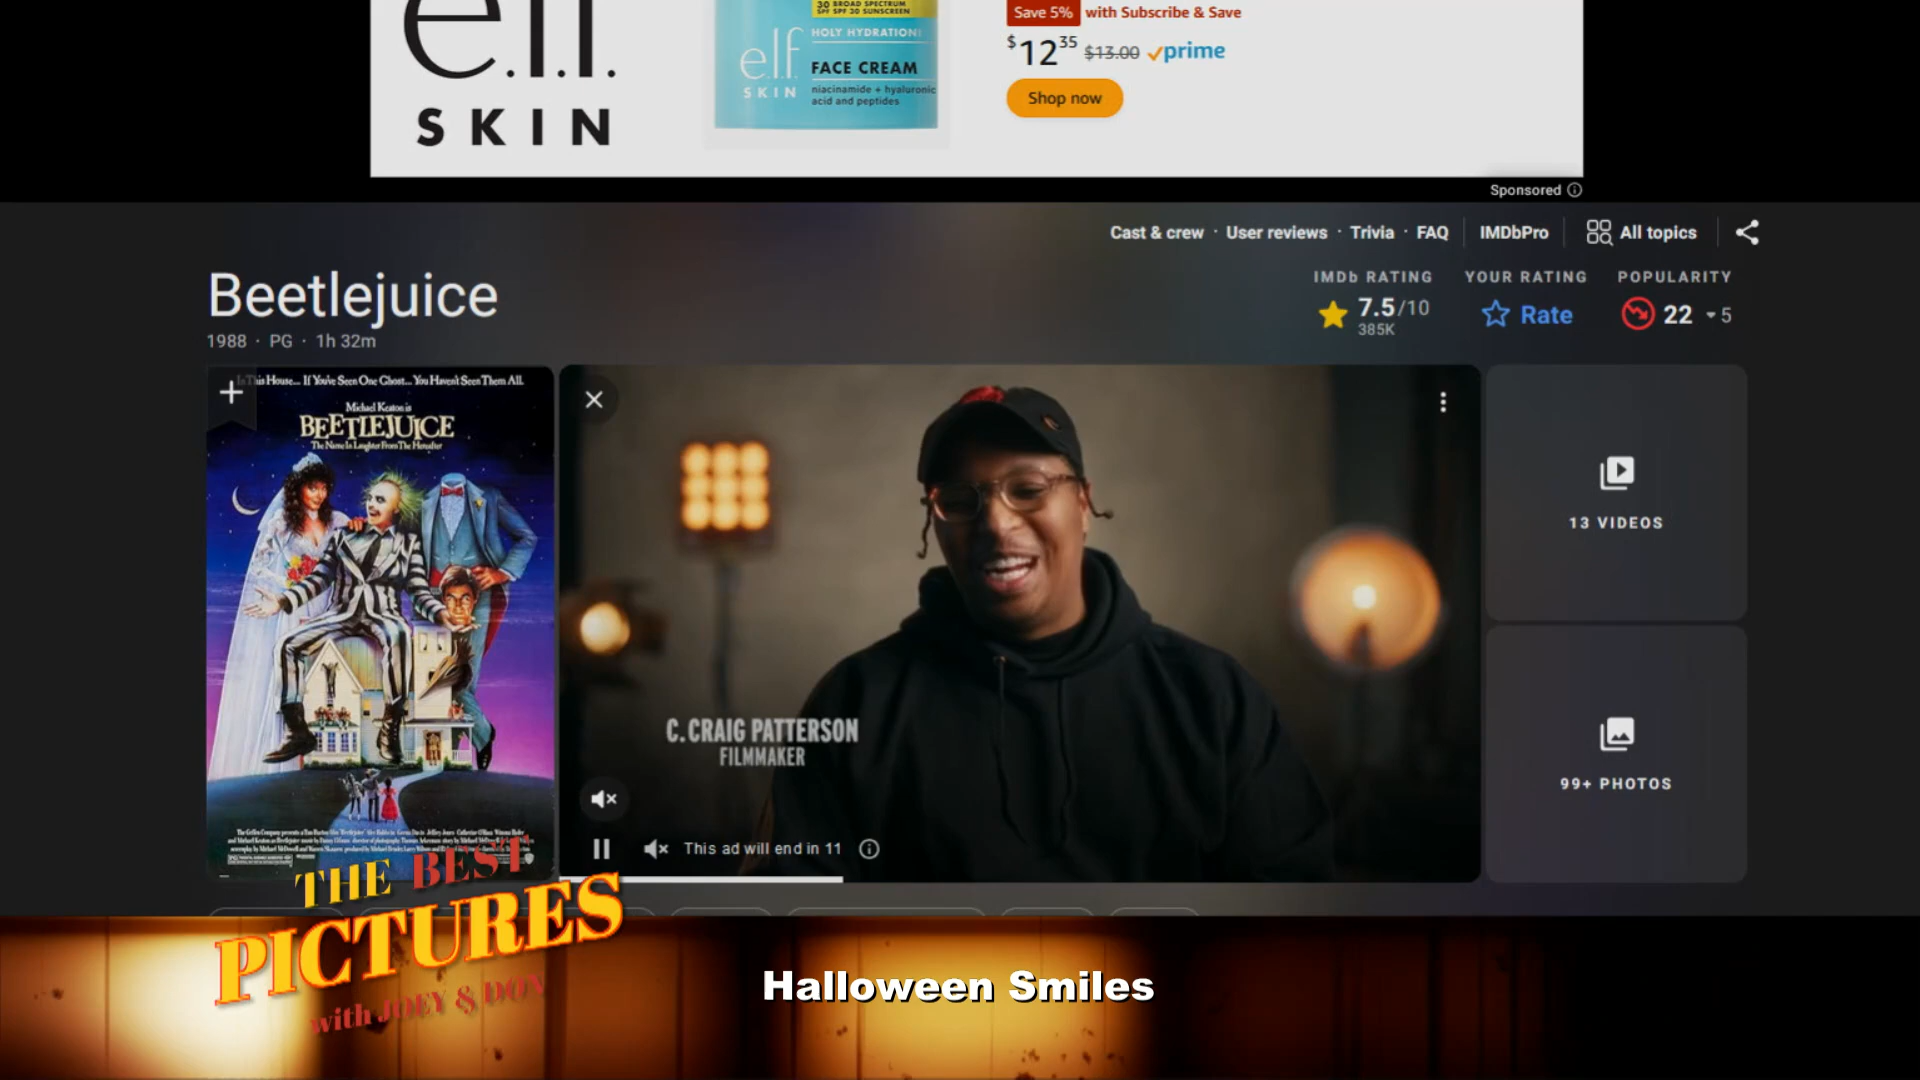 e.l.f.
SKIN
30 BROAD SPECTRUM
SPF SPF 30 SUNSCREEN
HOLY HYDRATION!
elf
SKIN
FACE CREAM
niacinamide + hyaluronic
acid and peptides
Save 5% with Subscribe & Save
$12 35 $13.00 prime
Shop now
Sponsored
Cast & crew · User reviews · Trivia · FAQ IMDbPro All topics
Beetlejuice
1988 · PG · 1h 32m
IMDb RATING YOUR RATING POPULARITY
7.5/10 Rate 22 5
385K
In This House... If You've Seen One Ghost... You Haven't Seen Them All.
Michael Keaton is
BEETLEJUICE
The Name In Laughter From The Hereafter
C. CRAIG PATTERSON
FILMMAKER
This ad will end in 11
13 VIDEOS
99+ PHOTOS
THE BEST
PICTURES
with JOEY & DON
Halloween Smiles